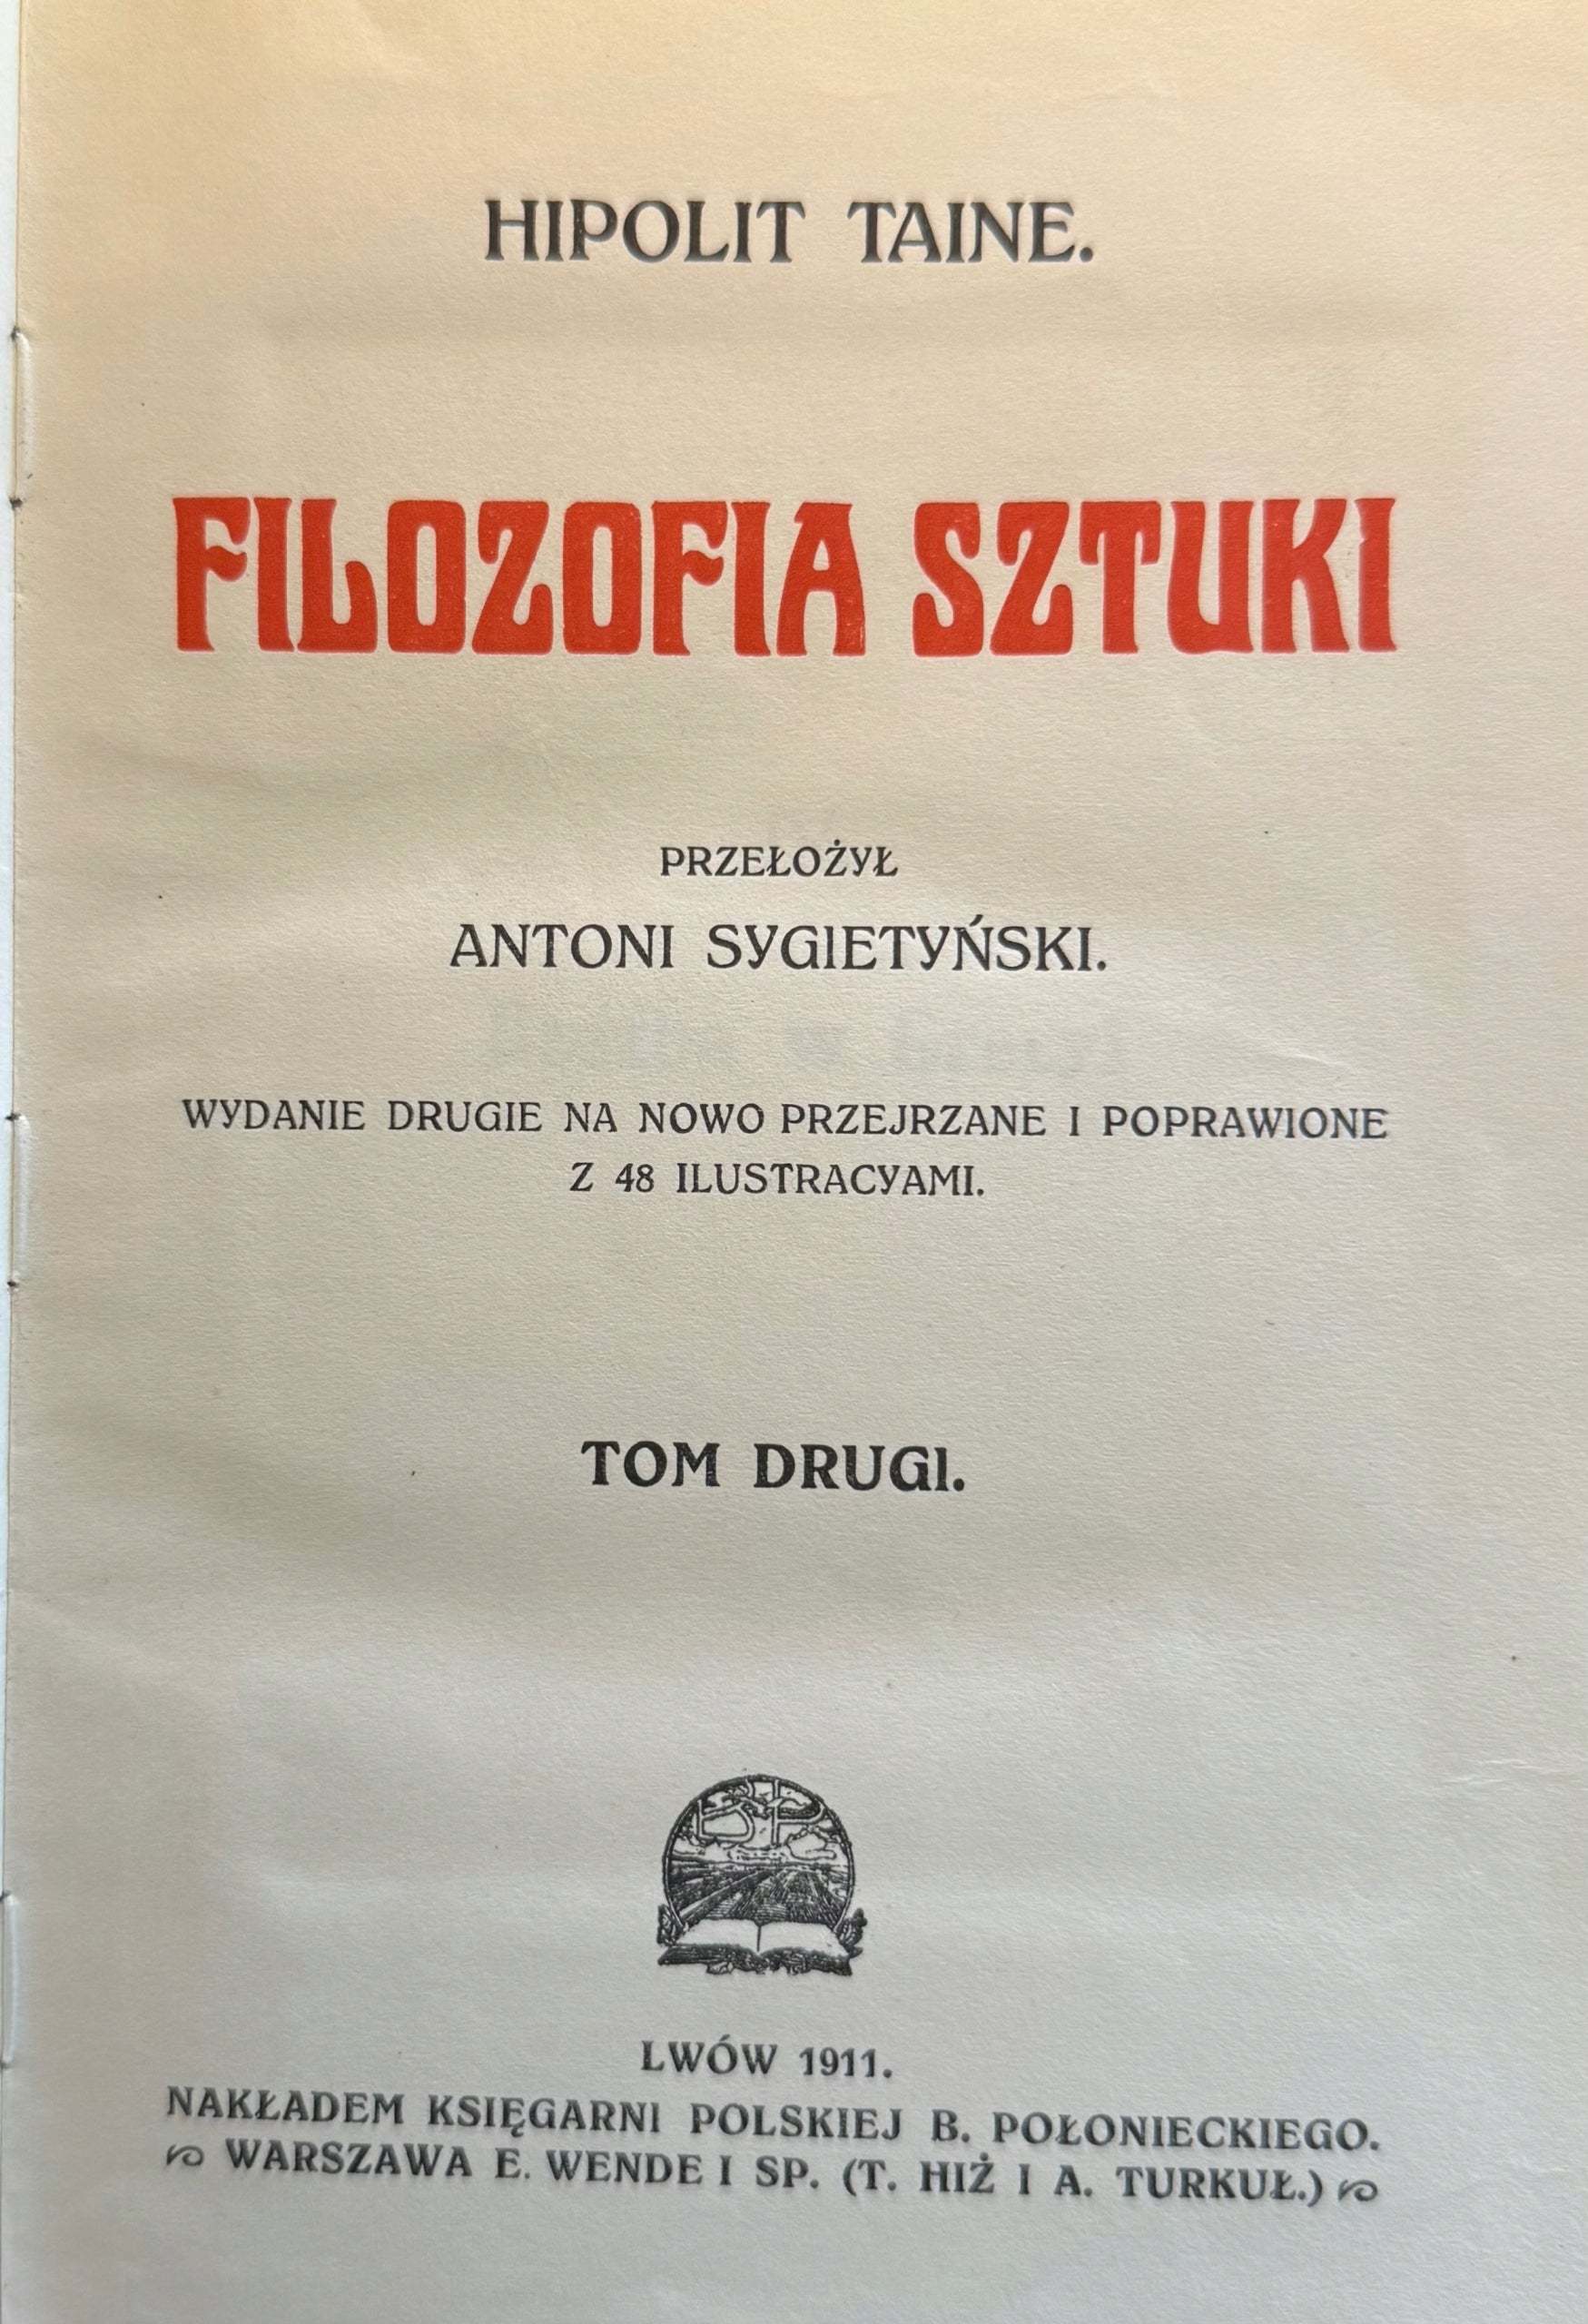 HIPOLIT TAINE.
FILOZOFIA SZTUKI
PRZEŁOŻYŁ
ANTONI SYGIETYŃSKI.
WYDANIE DRUGIE NA NOWO PRZEJRZANE I POPRAWIONE
Z 48 ILUSTRACYAMI.
TOM DRUGI.
BP
LWÓW 1911.
NAKŁADEM KSIĘGARNI POLSKIEJ B. POŁONIECKIEGO.
WARSZAWA E. WENDE I SP. (T. HIŻ I A. TURKUŁ.)